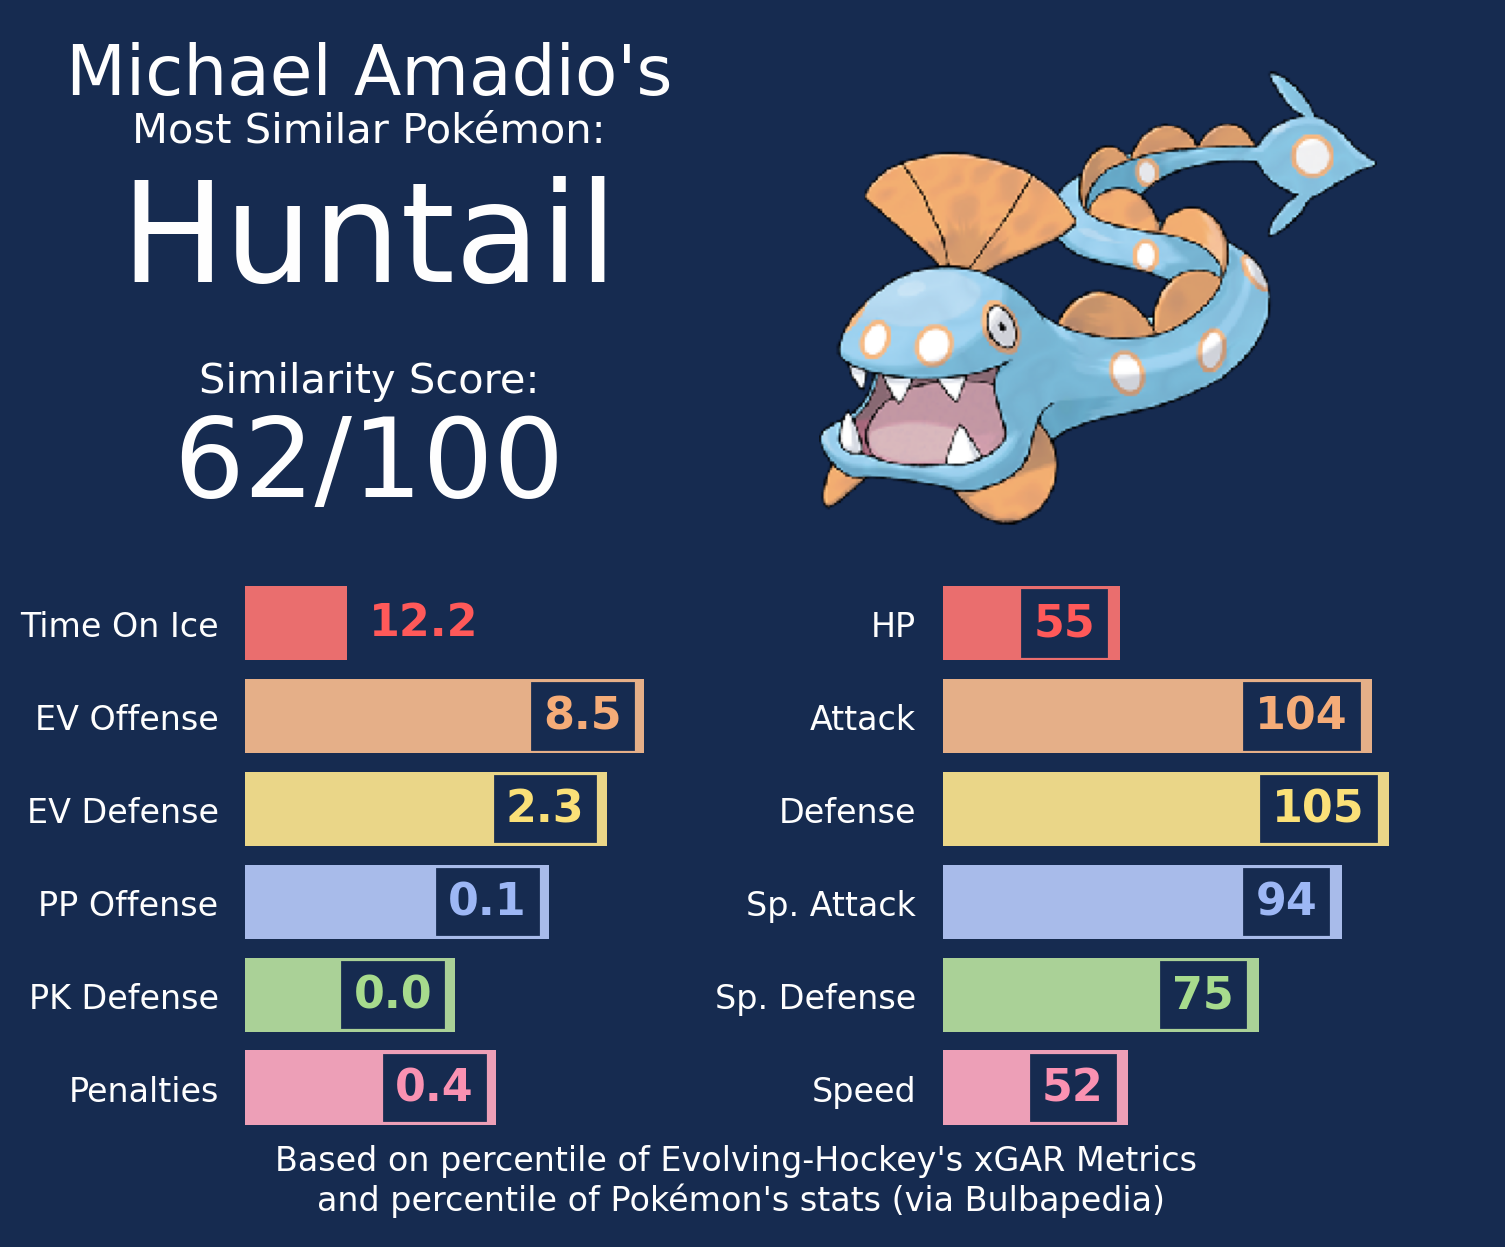 Michael Amadio's
Most Similar Pokémon:
Huntail
Similarity Score:
62/100
Time On Ice 12.2
EV Offense 8.5
EV Defense 2.3
PP Offense 0.1
PK Defense 0.0
Penalties 0.4
HP 55
Attack 104
Defense 105
Sp. Attack 94
Sp. Defense 75
Speed 52
Based on percentile of Evolving-Hockey's xGAR Metrics
and percentile of Pokémon's stats (via Bulbapedia)